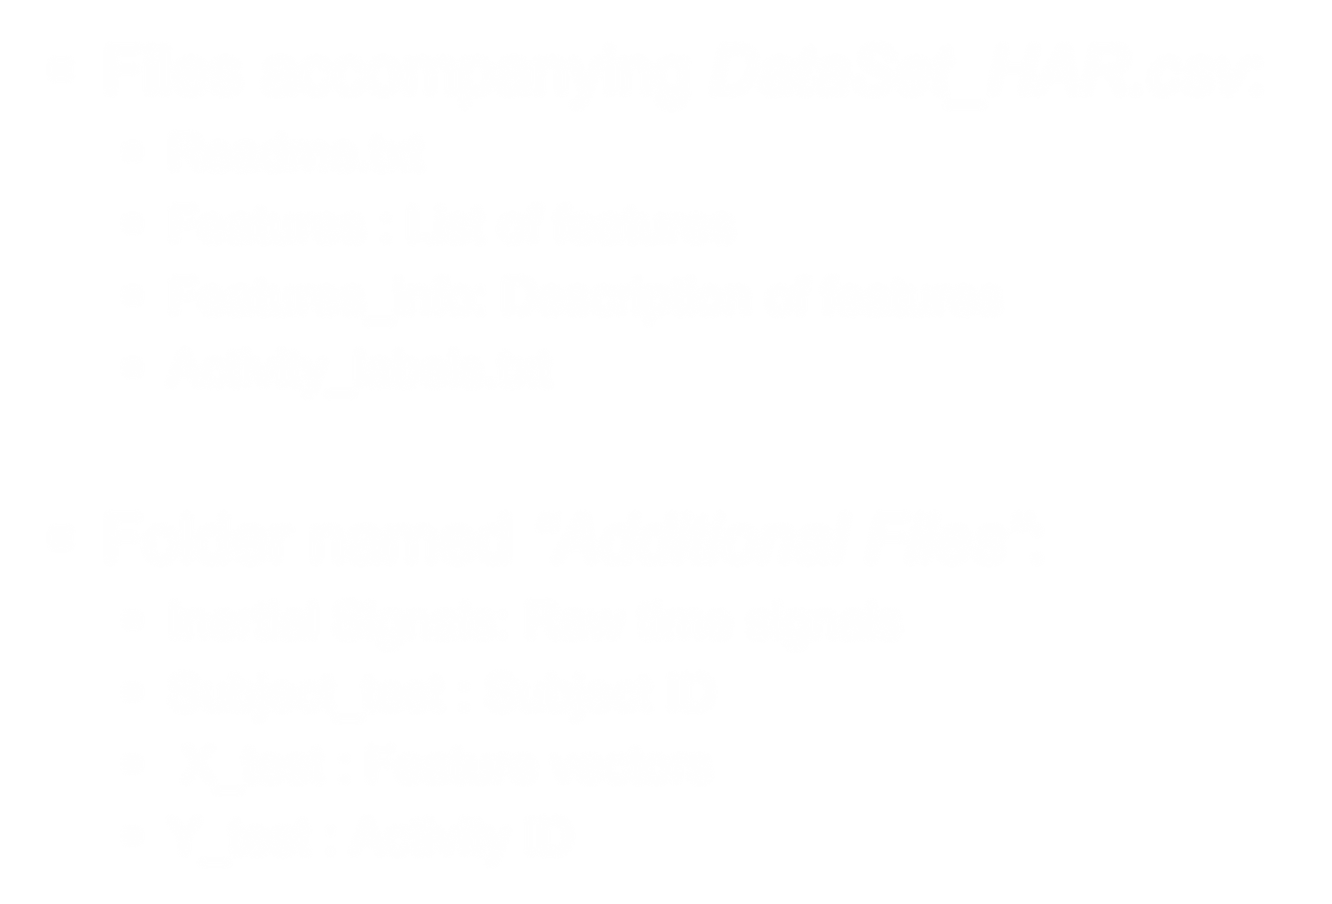 • Files accompanying DataSet_HAR.csv:
• Readme.txt
• Features : List of features
• Features_info: Description of features
• Activity_labels.txt
• Folder named "Additional Files":
• Inertial Signals: Raw time signals
• Subject_test : Subject ID
• X_test : Feature vectors
• Y_test : Activity ID